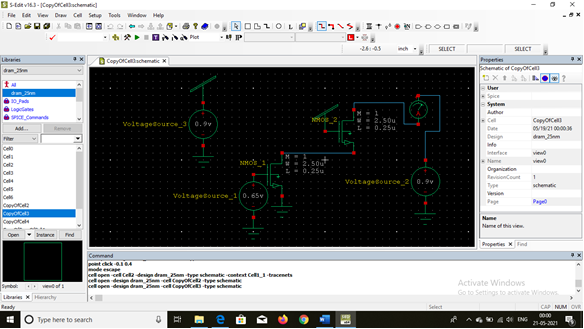 S-Edit v16.3 - CopyOfCell3:schematic
File Edit View Draw Cell Setup Tools Window Help
Plot
-2.6 : -0.5 inch SELECT SELECT SELECT
Libraries
dram_25nm
All
dram_25nm
IO_Pads
LogicGates
SPICE_Commands
Add... Remove
Filter
Cell0
Cell1
Cell2
Cell3
Cell4
Cell5
Cell6
CopyOfCell2
CopyOfCell3
CopyOfCell4
Open Instance Find
Symbol: view0 of 1
Libraries Hierarchy
CopyOfCell3:schematic
VoltageSource_3 0.9v
NMOS_2
M = 1
W = 2.50u
L = 0.25u
NMOS_1
M = 1
W = 2.50u
L = 0.25u
VoltageSource_1 0.65v
VoltageSource_2 0.9v
Properties
Schematic of CopyOfCell3
User
Spice
System
Author
Cell CopyOfCell3
Date 05/19/21 00:00:36
Design dram_25nm
Info
Interface view0
Name view0
Organization
RevisionCount 1
Type schematic
Version
Page Page0
Name
Name of this view.
Properties Find
Command
point click -0.1 0.4
mode escape
cell open -cell Cell2 -design dram_25nm -type schematic -context Cell1_1 -tracenets
cell open -design dram_25nm -cell CopyOfCell2 -type schematic
cell open -design dram_25nm -cell CopyOfCell3 -type schematic
Activate Windows
Go to Settings to activate Windows.
Ready Select CAP NUM OVR
Type here to search
ENG 00:00
21-05-2021